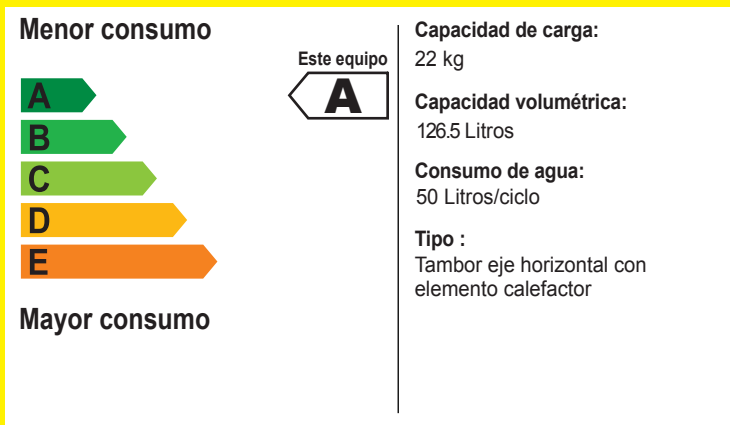 Menor consumo
Este equipo
A
A
B
C
D
E
Mayor consumo
Capacidad de carga:
22 kg
Capacidad volumétrica:
126.5 Litros
Consumo de agua:
50 Litros/ciclo
Tipo :
Tambor eje horizontal con
elemento calefactor